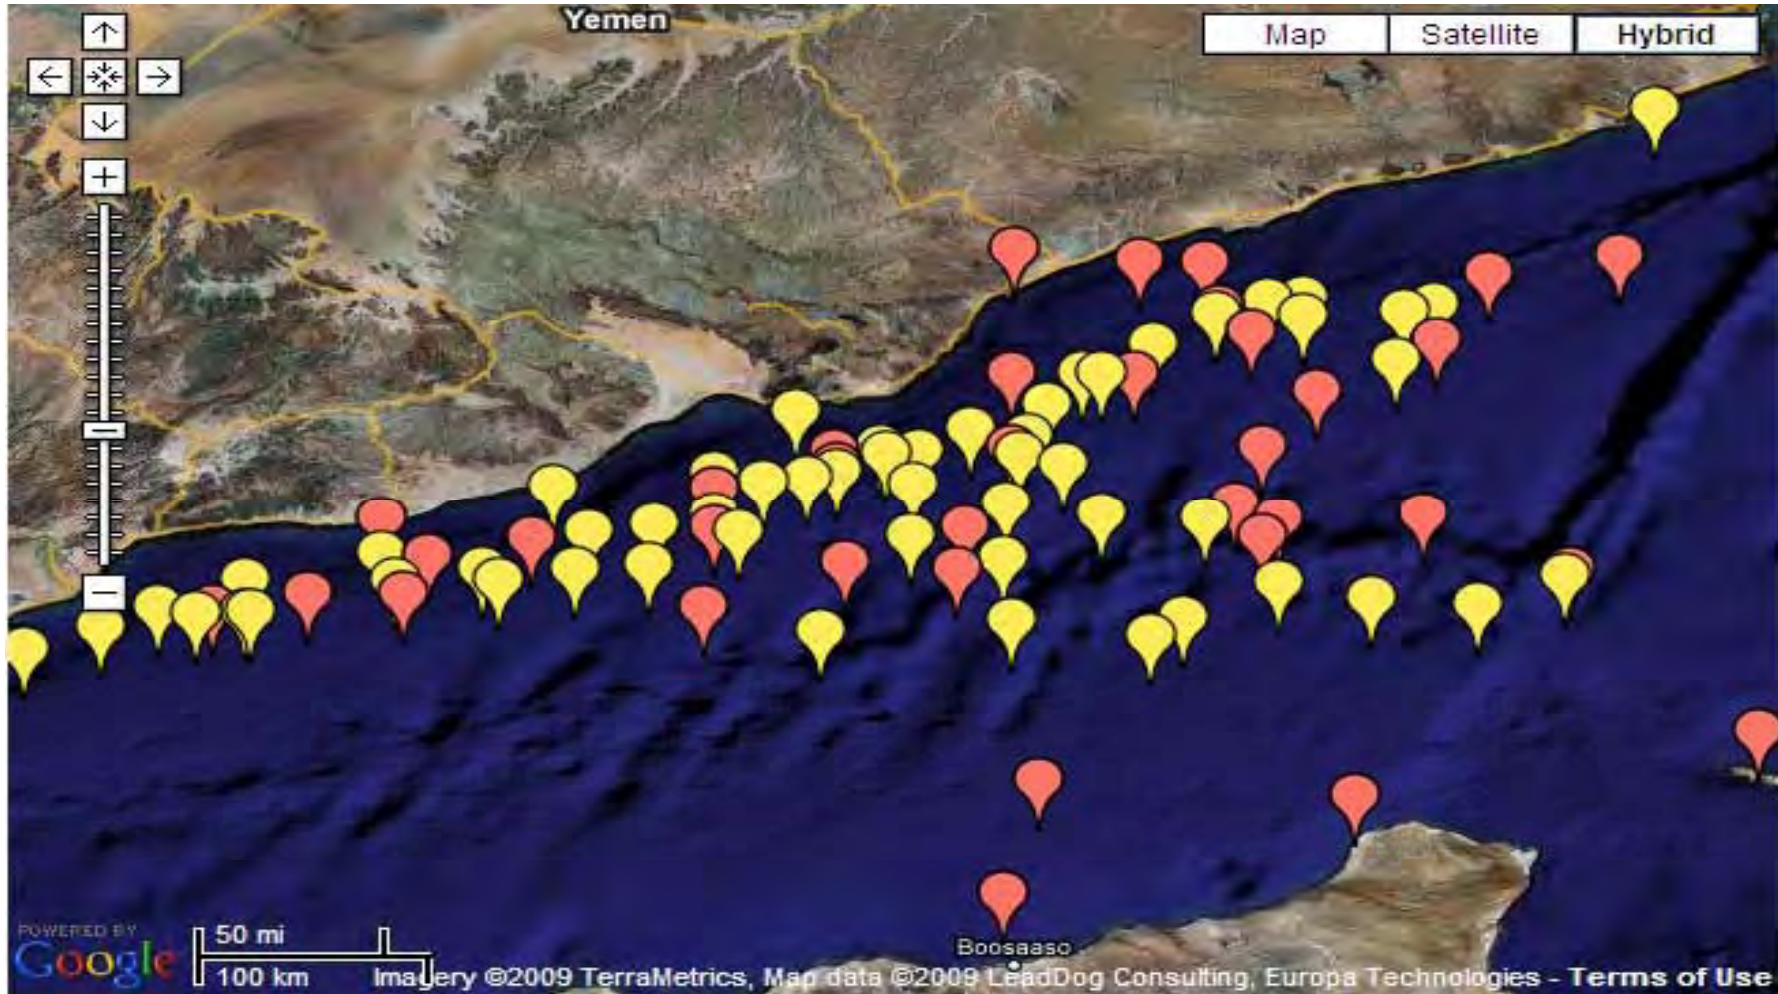 Yemen
Map
Satellite
Hybrid
POWERED BY
Google
50 mi
100 km
Boosaaso
Imagery ©2009 TerraMetrics, Map data ©2009 LeadDog Consulting, Europa Technologies - Terms of Use